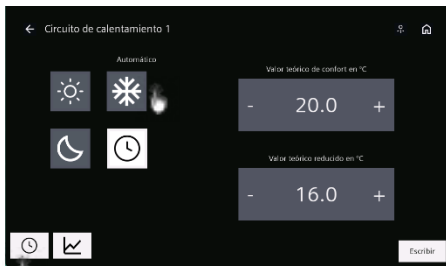 Circuito de calentamiento 1
Automático
Valor teórico de confort en °C
- 20.0 +
Valor teórico reducido en °C
- 16.0 +
Escribir